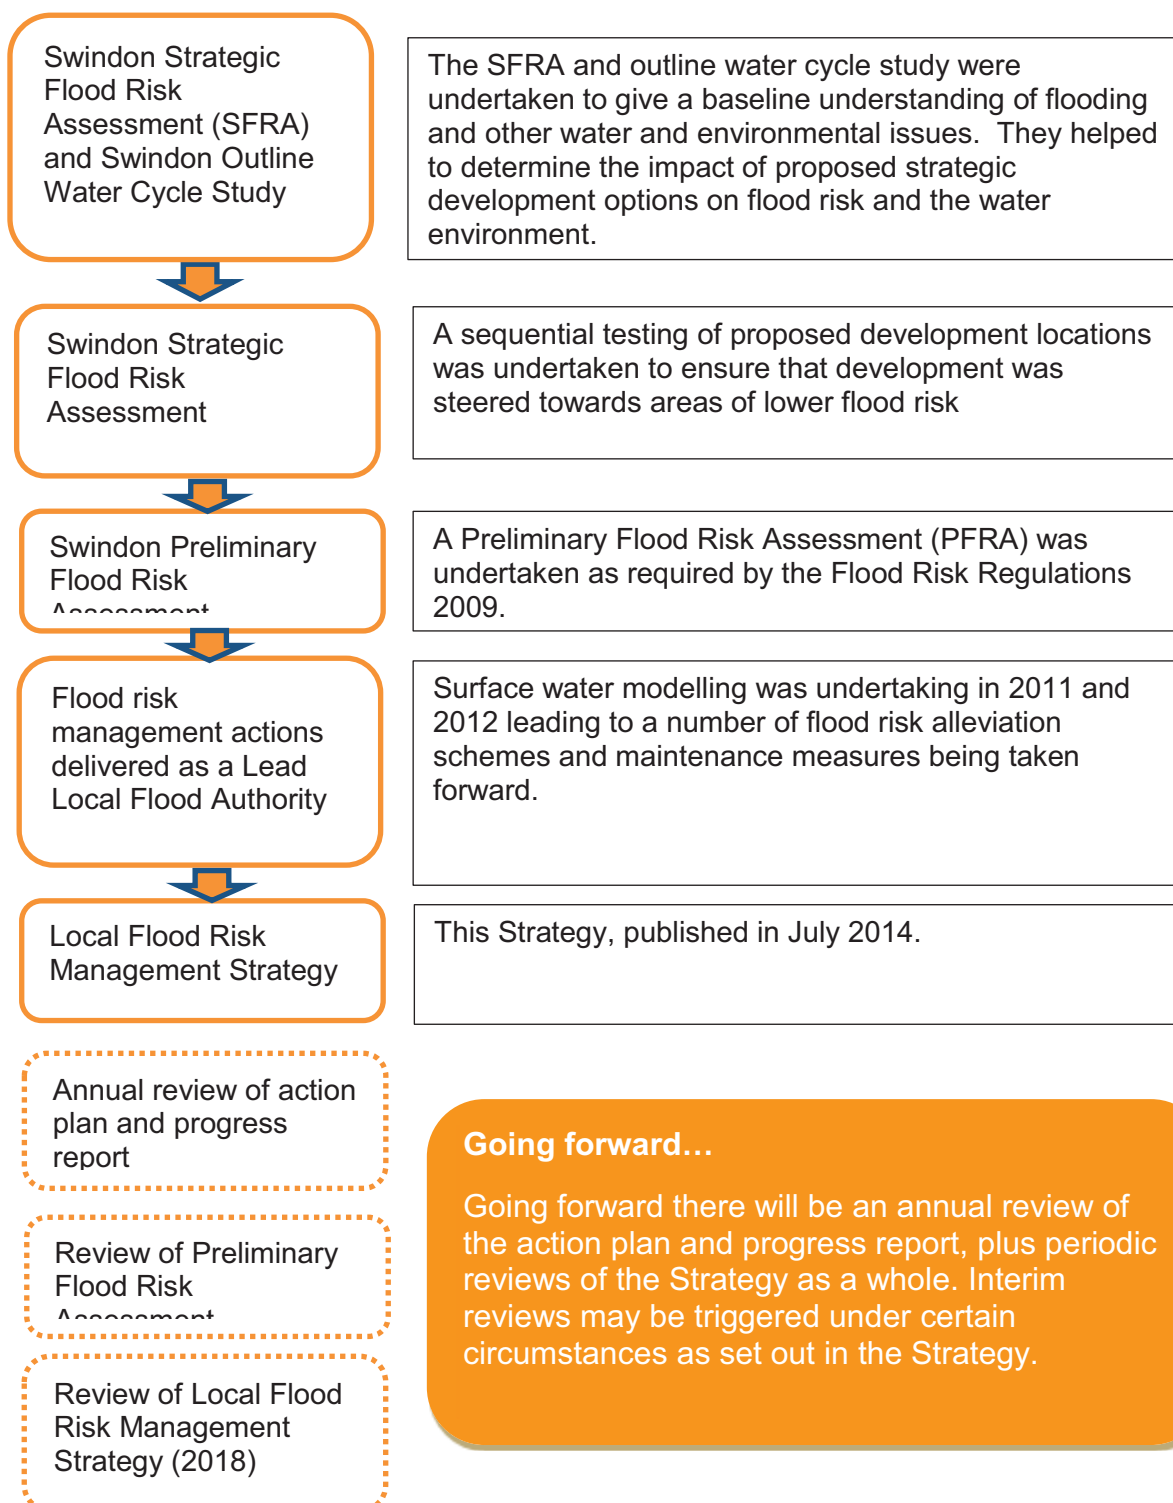 Swindon Strategic
Flood Risk
Assessment (SFRA)
and Swindon Outline
Water Cycle Study
The SFRA and outline water cycle study were
undertaken to give a baseline understanding of flooding
and other water and environmental issues.  They helped
to determine the impact of proposed strategic
development options on flood risk and the water
environment.
Swindon Strategic
Flood Risk
Assessment
A sequential testing of proposed development locations
was undertaken to ensure that development was
steered towards areas of lower flood risk
Swindon Preliminary
Flood Risk
Assessment
A Preliminary Flood Risk Assessment (PFRA) was
undertaken as required by the Flood Risk Regulations
2009.
Flood risk
management actions
delivered as a Lead
Local Flood Authority
Surface water modelling was undertaking in 2011 and
2012 leading to a number of flood risk alleviation
schemes and maintenance measures being taken
forward.
Local Flood Risk
Management Strategy
This Strategy, published in July 2014.
Annual review of action
plan and progress
report
Review of Preliminary
Flood Risk
Assessment
Review of Local Flood
Risk Management
Strategy (2018)
Going forward…
Going forward there will be an annual review of
the action plan and progress report, plus periodic
reviews of the Strategy as a whole. Interim
reviews may be triggered under certain
circumstances as set out in the Strategy.